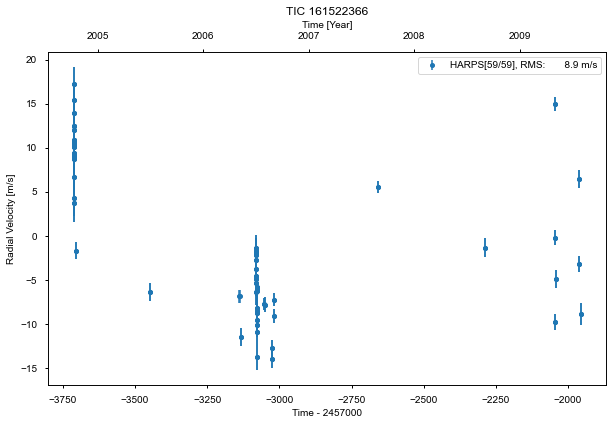 TIC 161522366
Time [Year]
2005 2006 2007 2008 2009
HARPS[59/59], RMS: 8.9 m/s
20
15
10
5
0
−5
−10
−15
Radial Velocity [m/s]
−3750 −3500 −3250 −3000 −2750 −2500 −2250 −2000
Time - 2457000